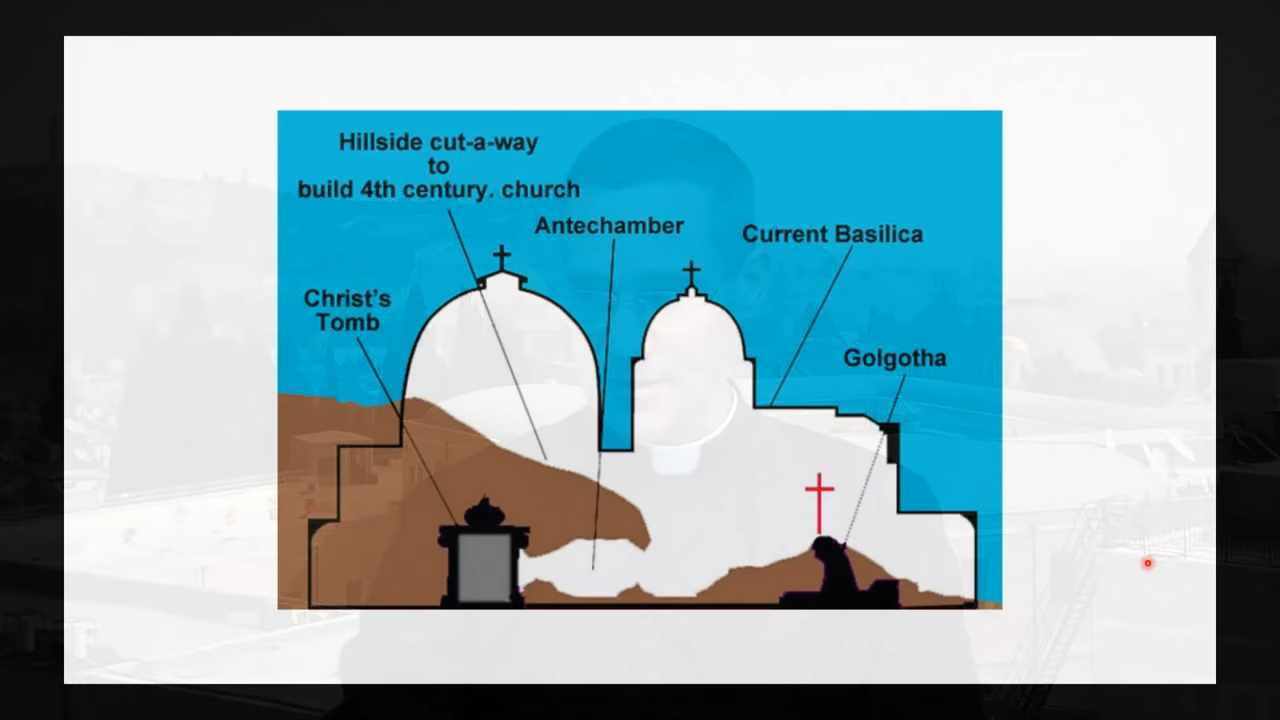 Hillside cut-a-way
to
build 4th century. church
Antechamber
Current Basilica
Christ's
Tomb
Golgotha